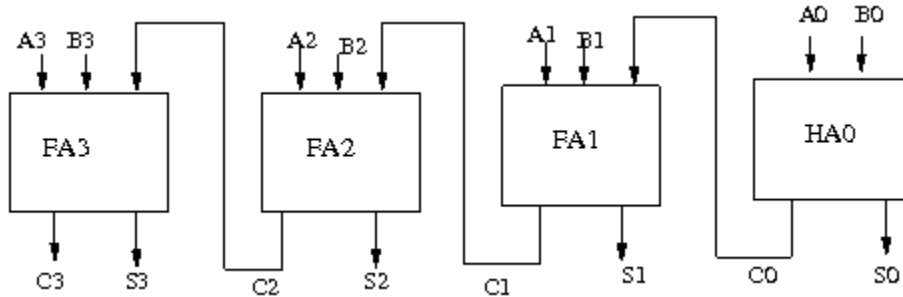 A3 B3 A2 B2 A1 B1 A0 B0
FA3 FA2 FA1 HA0
C3 S3 C2 S2 C1 S1 C0 S0